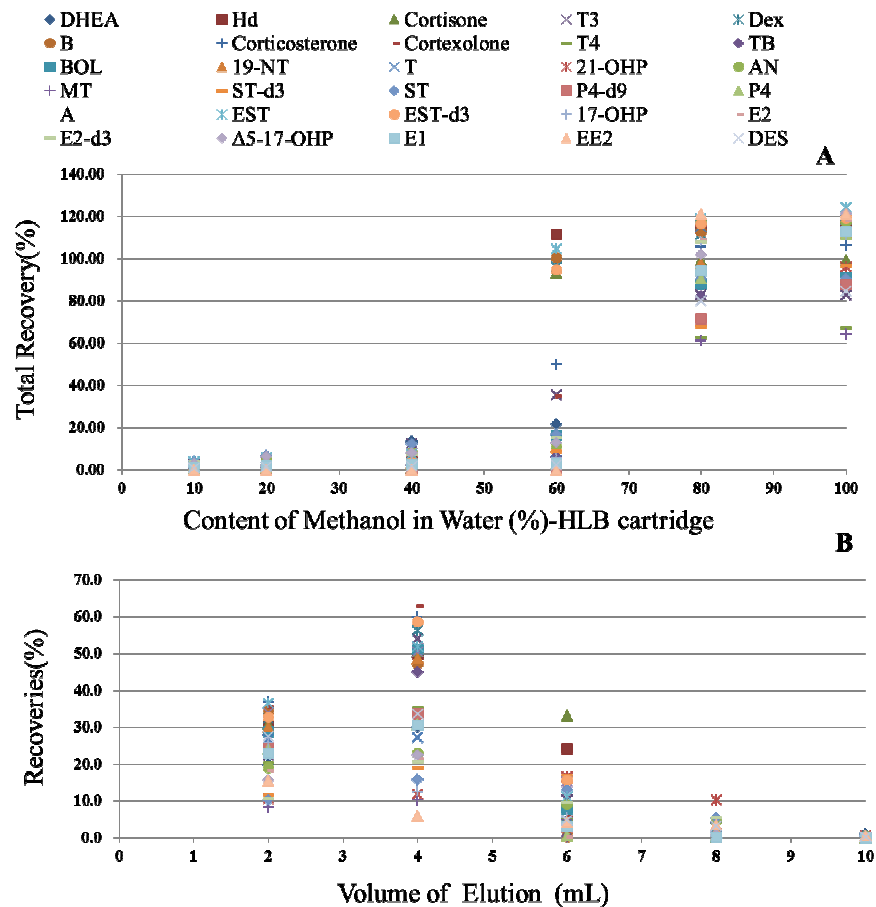 DHEA Hd Cortisone T3 Dex
B Corticosterone Cortexolone T4 TB
BOL 19-NT T 21-OHP AN
MT ST-d3 ST P4-d9 P4
A EST EST-d3 17-OHP E2
E2-d3 Δ5-17-OHP E1 EE2 DES
A
140.00
120.00
100.00
80.00
60.00
40.00
20.00
0.00
Total Recovery(%)
0 10 20 30 40 50 60 70 80 90 100
Content of Methanol in Water (%)-HLB cartridge
B
70.0
60.0
50.0
40.0
30.0
20.0
10.0
0.0
Recoveries(%)
0 1 2 3 4 5 6 7 8 9 10
Volume of Elution (mL)